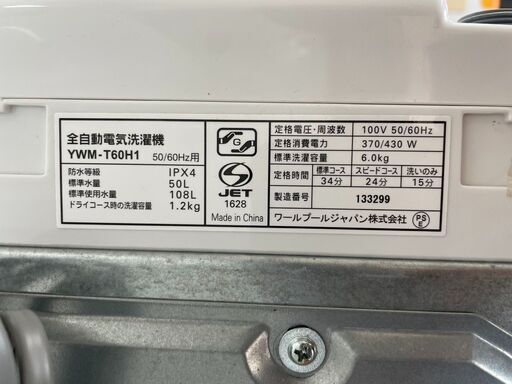 全自動電気洗濯機
YWM-T60H1 50/60Hz用
防水等級 IPX4
標準水量 50L
標準使用水量 108L
ドライコース時の洗濯容量 1.2kg
G
JET
1628
Made in China
定格電圧・周波数 100V 50/60Hz
定格消費電力 370/430 W
標準洗濯容量 6.0kg
定格時間 標準コース スピードコース 洗いのみ
34分 24分 15分
製造番号 133299
ワールプールジャパン株式会社 PS E